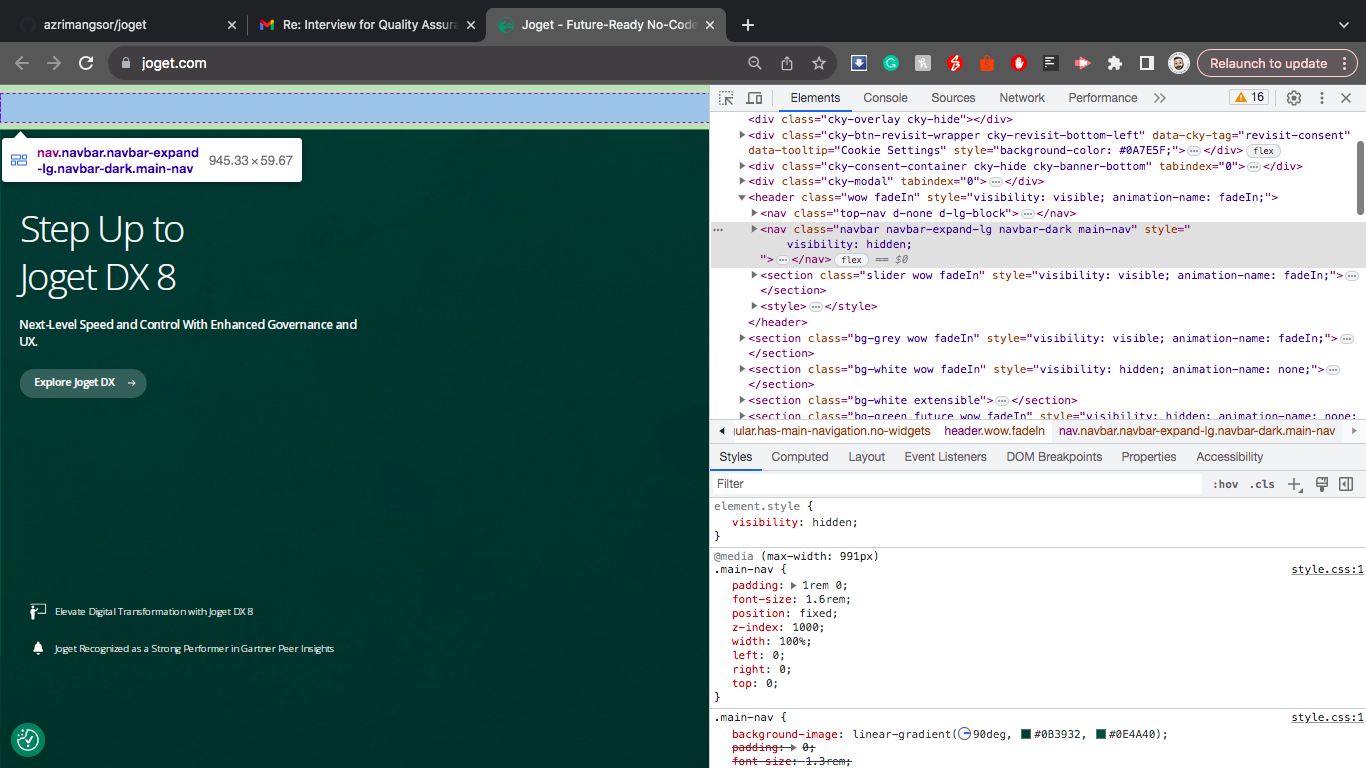 azrimangsor/joget
Re: Interview for Quality Assura
Joget - Future-Ready No-Code
joget.com
Relaunch to update
nav.navbar.navbar-expand
-lg.navbar-dark.main-nav
945.33 × 59.67
Step Up to
Joget DX 8
Next-Level Speed and Control With Enhanced Governance and
UX.
Explore Joget DX →
Elevate Digital Transformation with Joget DX 8
Joget Recognized as a Strong Performer in Gartner Peer Insights
Elements Console Sources Network Performance 16
<div class="cky-overlay cky-hide"></div>
<div class="cky-btn-revisit-wrapper cky-revisit-bottom-left" data-cky-tag="revisit-consent"
data-tooltip="Cookie Settings" style="background-color: #0A7E5F;">…</div> flex
<div class="cky-consent-container cky-hide cky-banner-bottom" tabindex="0">…</div>
<div class="cky-modal" tabindex="0">…</div>
<header class="wow fadeIn" style="visibility: visible; animation-name: fadeIn;">
<nav class="top-nav d-none d-lg-block">…</nav>
<nav class="navbar navbar-expand-lg navbar-dark main-nav" style="
visibility: hidden;
">…</nav> flex == $0
<section class="slider wow fadeIn" style="visibility: visible; animation-name: fadeIn;">…
</section>
<style>…</style>
</header>
<section class="bg-grey wow fadeIn" style="visibility: visible; animation-name: fadeIn;">…
</section>
<section class="bg-white wow fadeIn" style="visibility: hidden; animation-name: none;">…
</section>
<section class="bg-white extensible">…</section>
<section class="bg-green future wow fadeIn" style="visibility: hidden; animation-name: none;
gular.has-main-navigation.no-widgets header.wow.fadeIn nav.navbar.navbar-expand-lg.navbar-dark.main-nav
Styles Computed Layout Event Listeners DOM Breakpoints Properties Accessibility
Filter :hov .cls
element.style {
visibility: hidden;
}
@media (max-width: 991px)
.main-nav { style.css:1
padding: 1rem 0;
font-size: 1.6rem;
position: fixed;
z-index: 1000;
width: 100%;
left: 0;
right: 0;
top: 0;
}
.main-nav { style.css:1
background-image: linear-gradient(90deg, #0B3932, #0E4A40);
padding: 0;
font-size: 1.3rem;